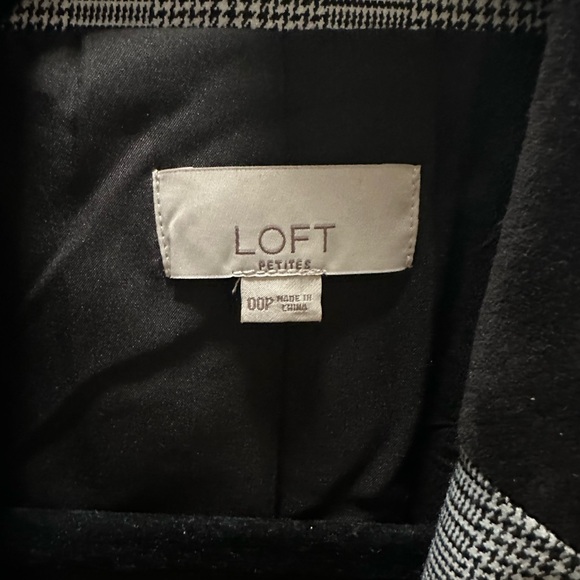 LOFT
PETITES
00P MADE IN
CHINA